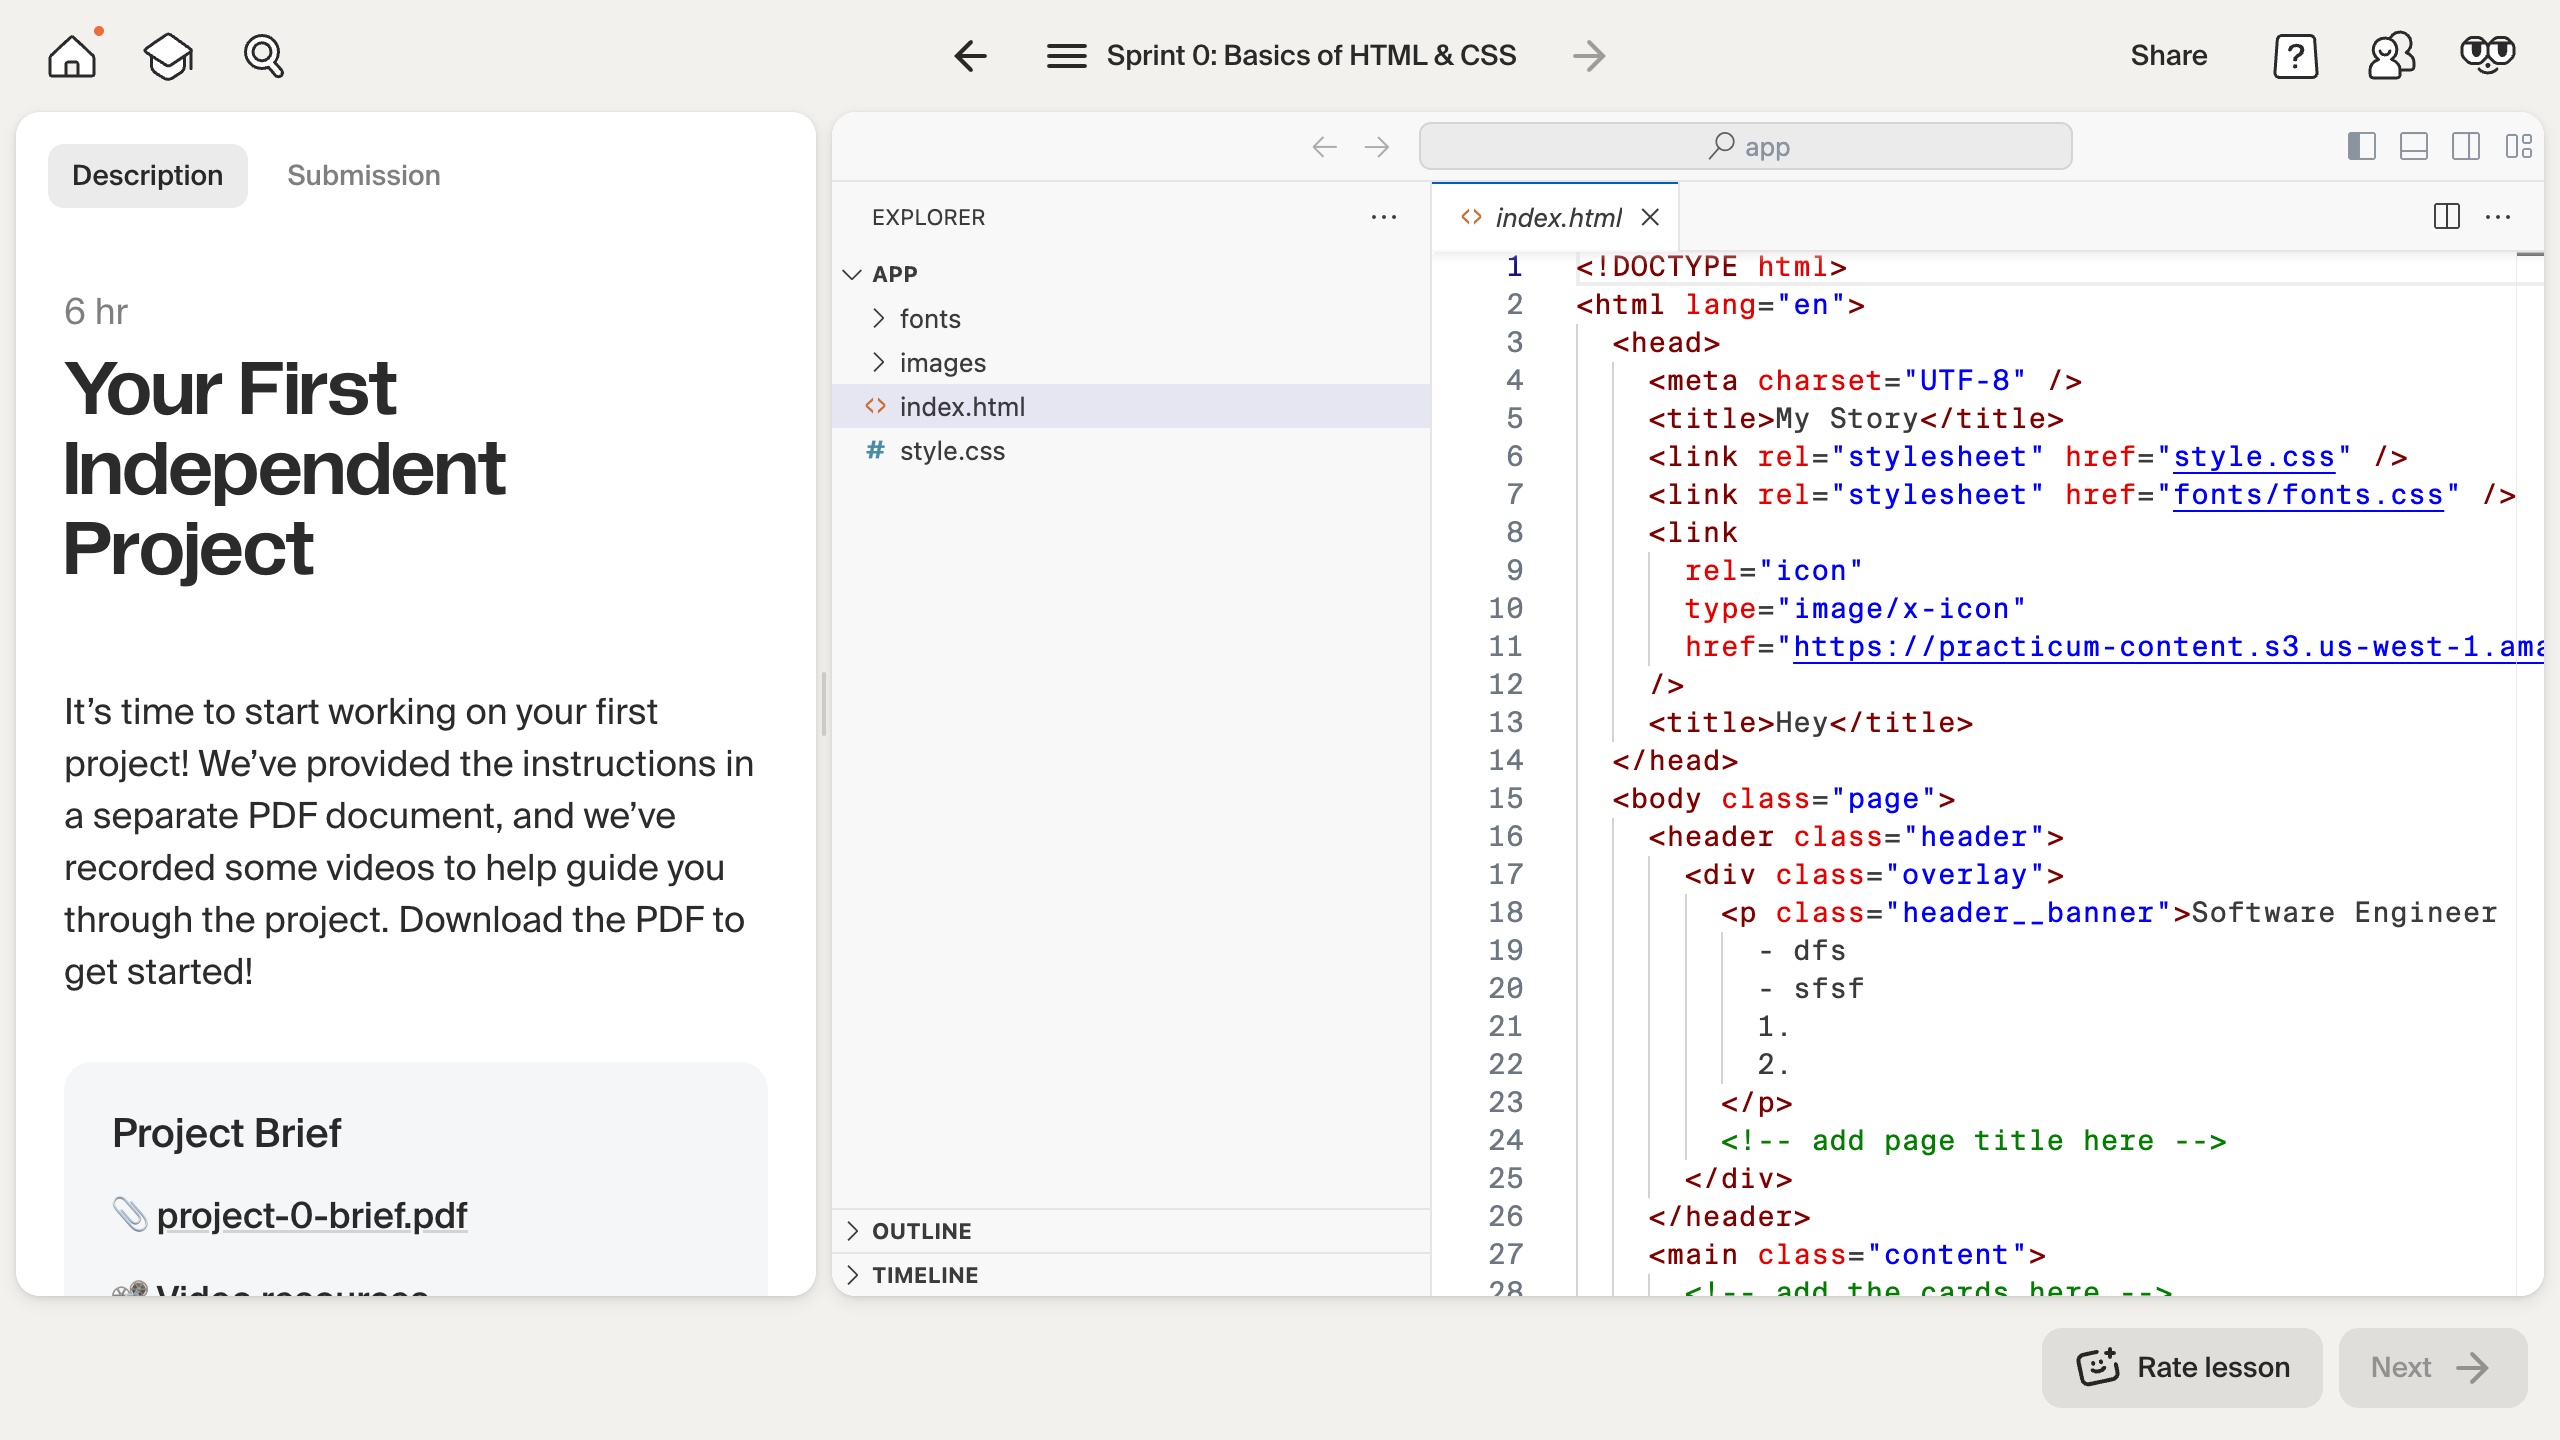 Sprint 0: Basics of HTML & CSS
Share
?
Description
Submission
6 hr
Your First
Independent
Project
It’s time to start working on your first
project! We’ve provided the instructions in
a separate PDF document, and we’ve
recorded some videos to help guide you
through the project. Download the PDF to
get started!
Project Brief
project-0-brief.pdf
Video resources
app
EXPLORER
APP
fonts
images
<> index.html
# style.css
OUTLINE
TIMELINE
<> index.html
1 <!DOCTYPE html>
2 <html lang="en">
3 <head>
4 <meta charset="UTF-8" />
5 <title>My Story</title>
6 <link rel="stylesheet" href="style.css" />
7 <link rel="stylesheet" href="fonts/fonts.css" />
8 <link
9 rel="icon"
10 type="image/x-icon"
11 href="https://practicum-content.s3.us-west-1.ama
12 />
13 <title>Hey</title>
14 </head>
15 <body class="page">
16 <header class="header">
17 <div class="overlay">
18 <p class="header__banner">Software Engineer
19 - dfs
20 - sfsf
21 1.
22 2.
23 </p>
24 <!-- add page title here -->
25 </div>
26 </header>
27 <main class="content">
28 <!-- add the cards here -->
Rate lesson
Next